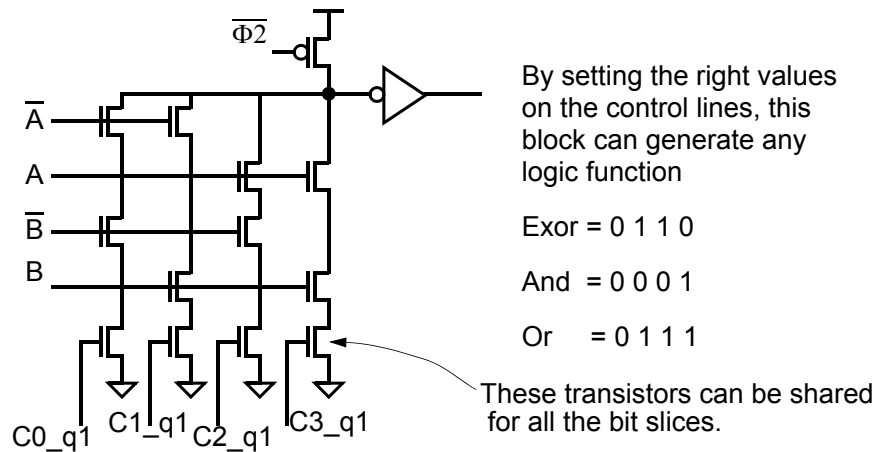 Φ̅2̅
A̅
A
B̅
B
C0_q1
C1_q1
C2_q1
C3_q1
By setting the right values
on the control lines, this
block can generate any
logic function
Exor = 0 1 1 0
And = 0 0 0 1
Or = 0 1 1 1
These transistors can be shared
for all the bit slices.